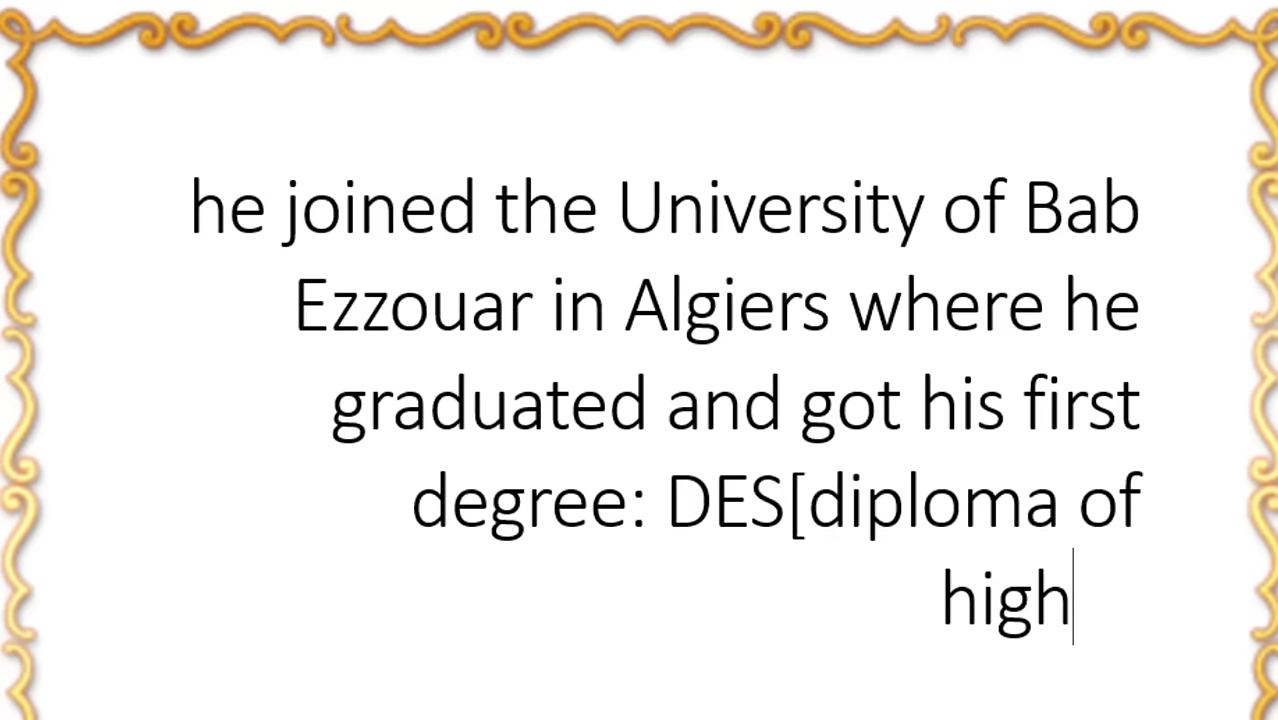 he joined the University of Bab
Ezzouar in Algiers where he
graduated and got his first
degree: DES[diploma of
high